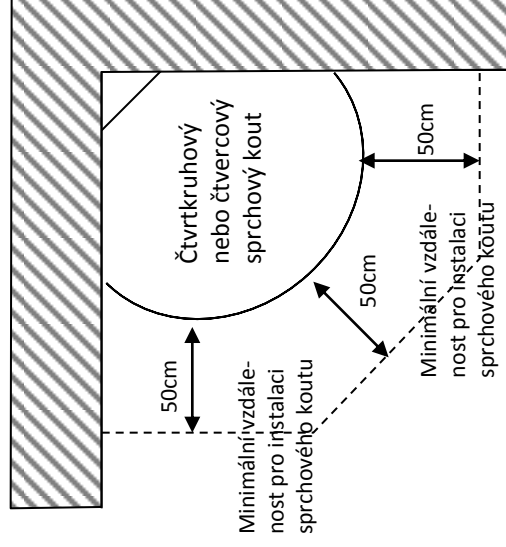 Čtvrtkruhový
nebo čtvercový
sprchový kout
50cm
50cm
50cm
Minimální vzdále-
nost pro instalaci
sprchového koutu
Minimální vzdále-
nost pro instalaci
sprchového koutu